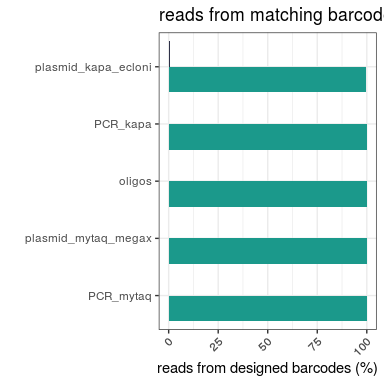 reads from matching barcod
plasmid_kapa_ecloni
PCR_kapa
oligos
plasmid_mytaq_megax
PCR_mytaq
0
25
50
75
100
reads from designed barcodes (%)